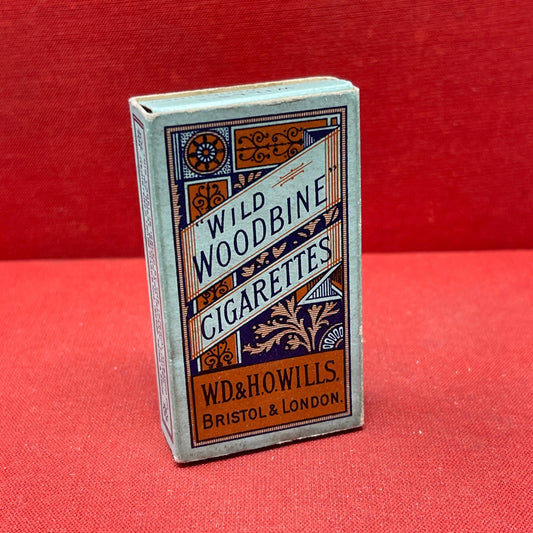 "WILD
WOODBINE"
CIGARETTES
W.D.&H.O.WILLS.
BRISTOL & LONDON.